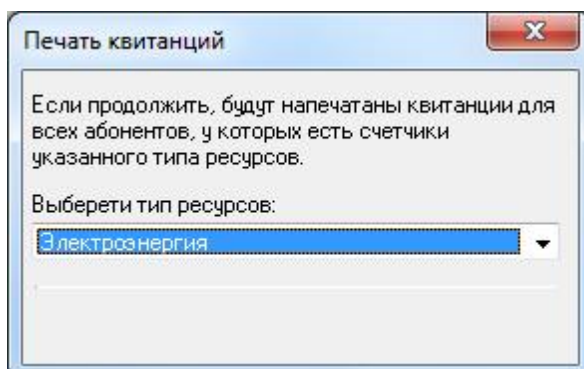 Печать квитанций
Если продолжить, будут напечатаны квитанции для
всех абонентов, у которых есть счетчики
указанного типа ресурсов.
Выберети тип ресурсов:
Электроэнергия